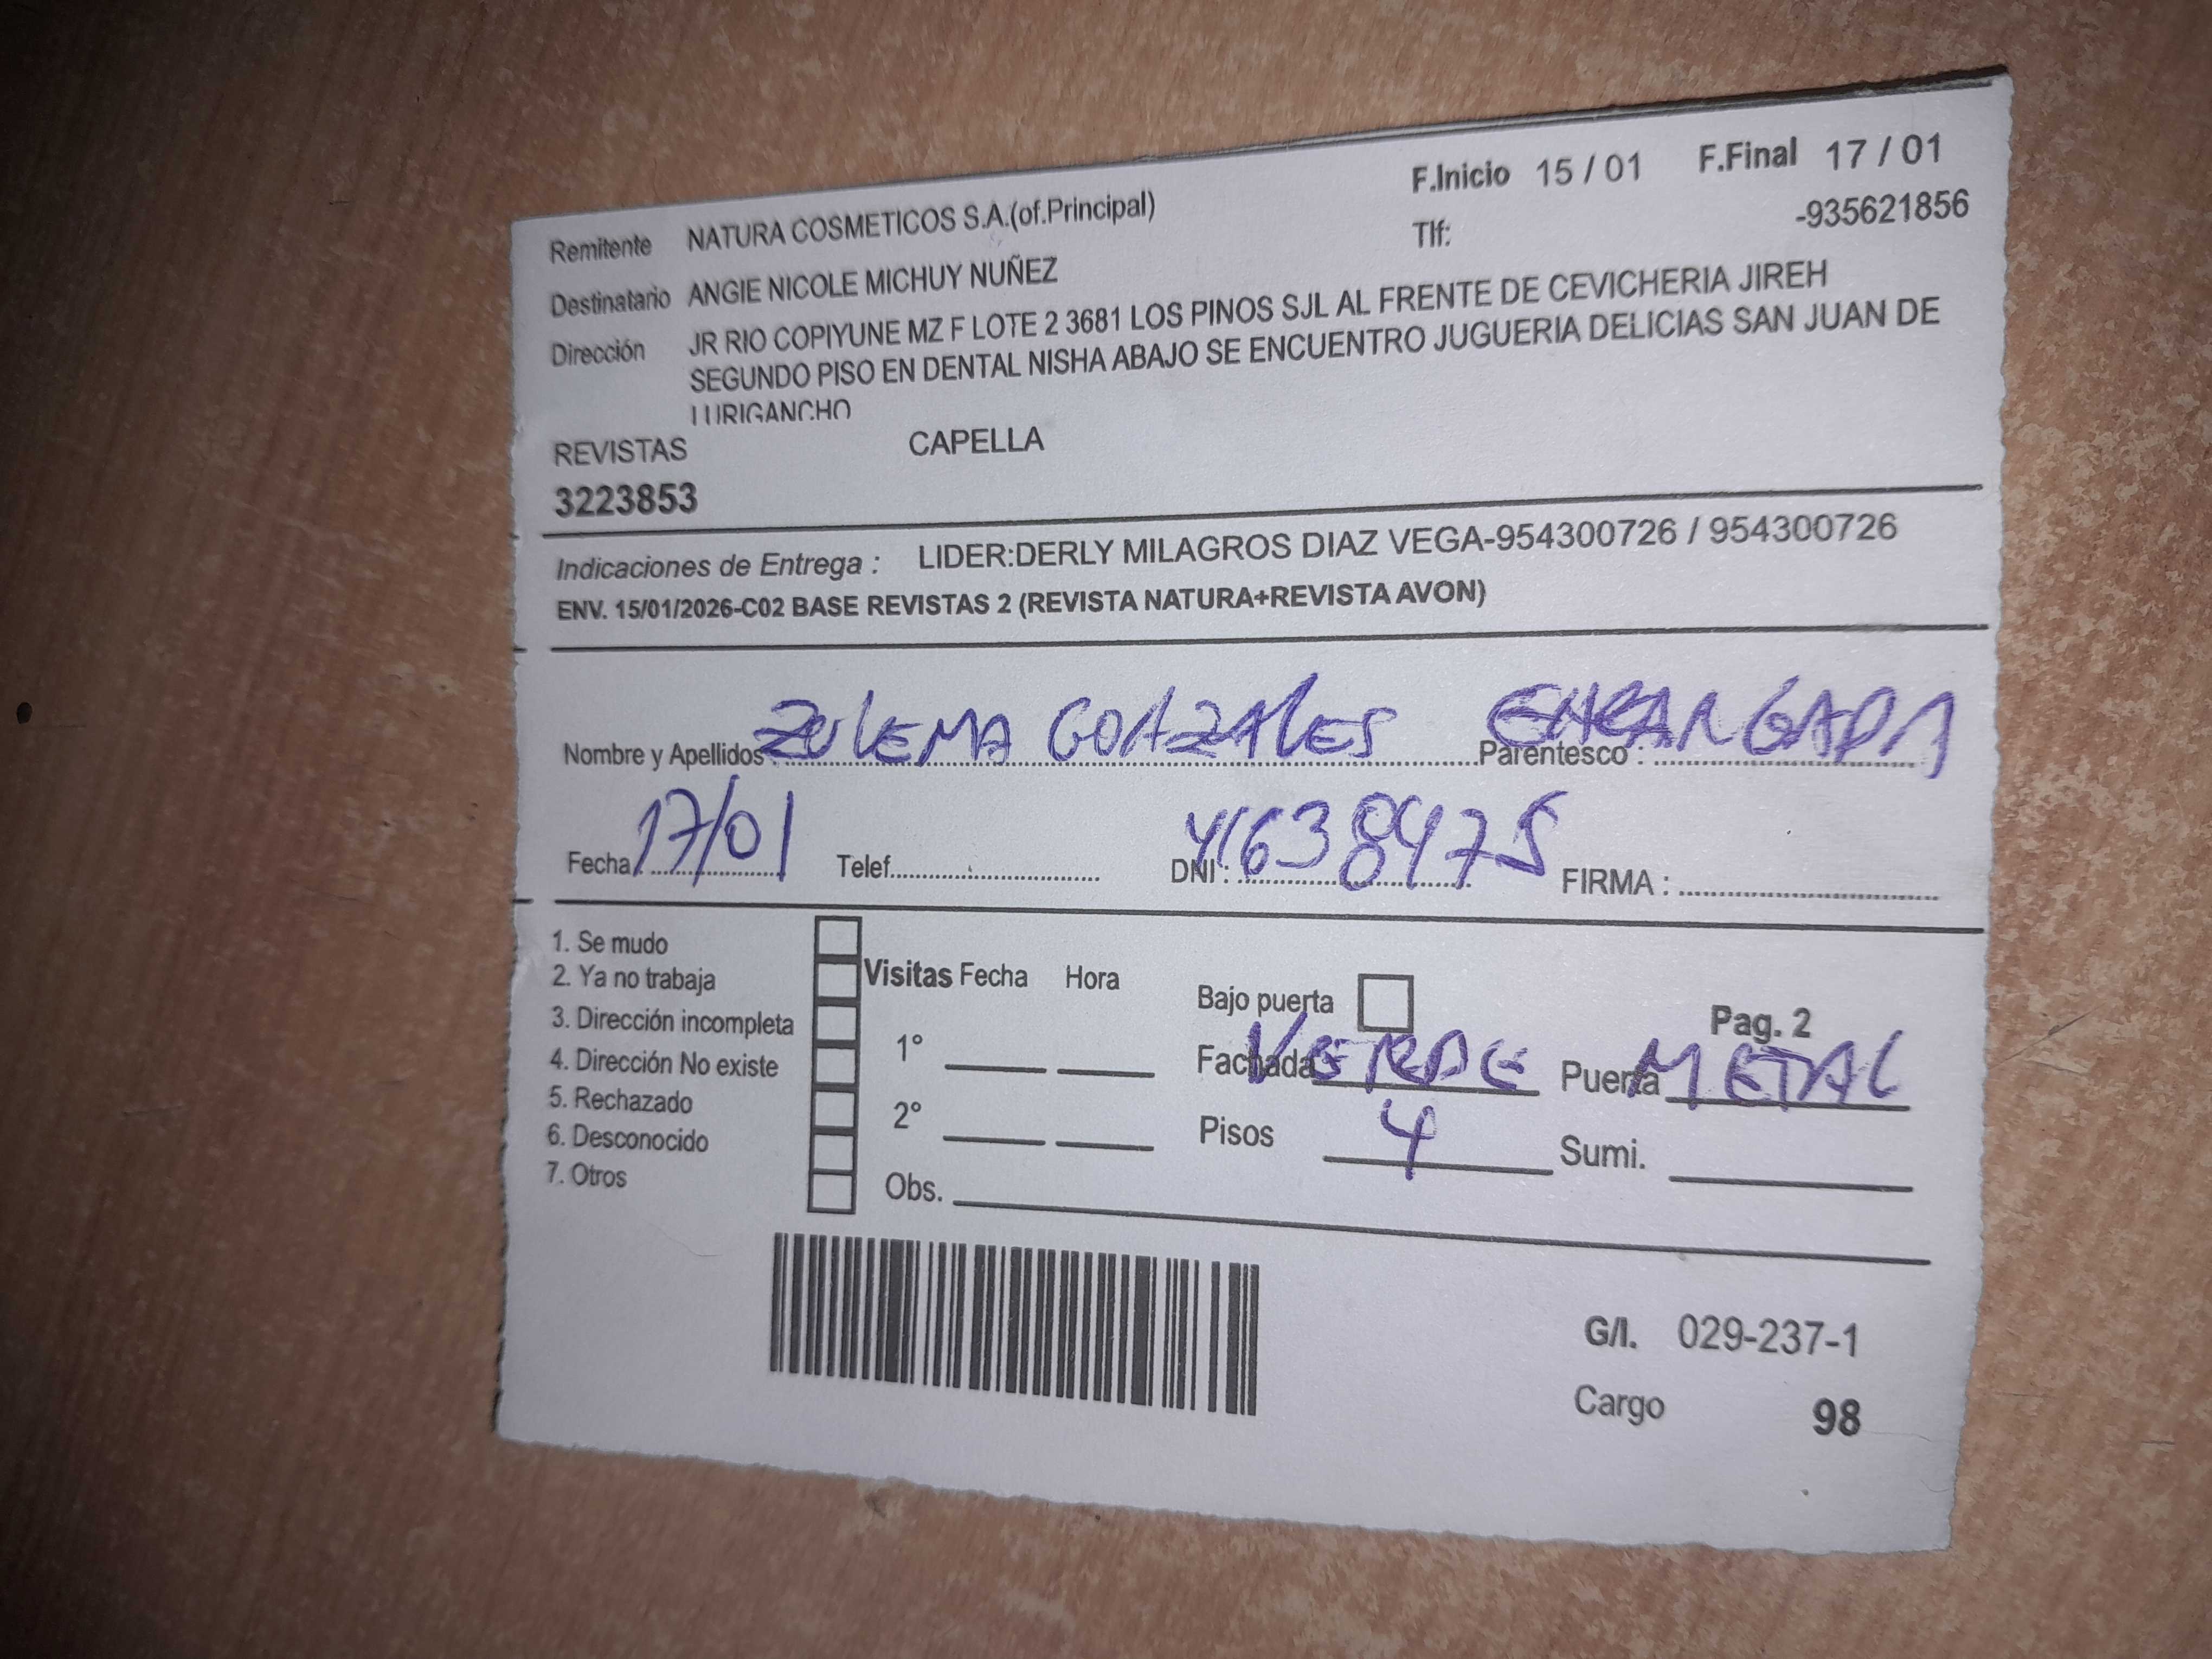 F.Inicio 15 / 01 F.Final 17 / 01
Remitente NATURA COSMETICOS S.A.(of.Principal) Tlf: -935621856
Destinatario ANGIE NICOLE MICHUY NUÑEZ
Dirección JR RIO COPIYUNE MZ F LOTE 2 3681 LOS PINOS SJL AL FRENTE DE CEVICHERIA JIREH
SEGUNDO PISO EN DENTAL NISHA ABAJO SE ENCUENTRO JUGUERIA DELICIAS SAN JUAN DE
LURIGANCHO
REVISTAS CAPELLA
3223853
Indicaciones de Entrega : LIDER:DERLY MILAGROS DIAZ VEGA-954300726 / 954300726
ENV. 15/01/2026-C02 BASE REVISTAS 2 (REVISTA NATURA+REVISTA AVON)
Nombre y Apellidos : ZULEMA GONZALES Parentesco : ENCARGADA
Fecha : 17/01 Telef. DNI : 41638475 FIRMA :
1. Se mudo
2. Ya no trabaja
3. Dirección incompleta
4. Dirección No existe
5. Rechazado
6. Desconocido
7. Otros
Visitas Fecha Hora
1°
2°
Obs.
Bajo puerta Pag. 2
Fachada VERDE Puerta METAL
Pisos 4 Sumi.
G/I. 029-237-1
Cargo 98